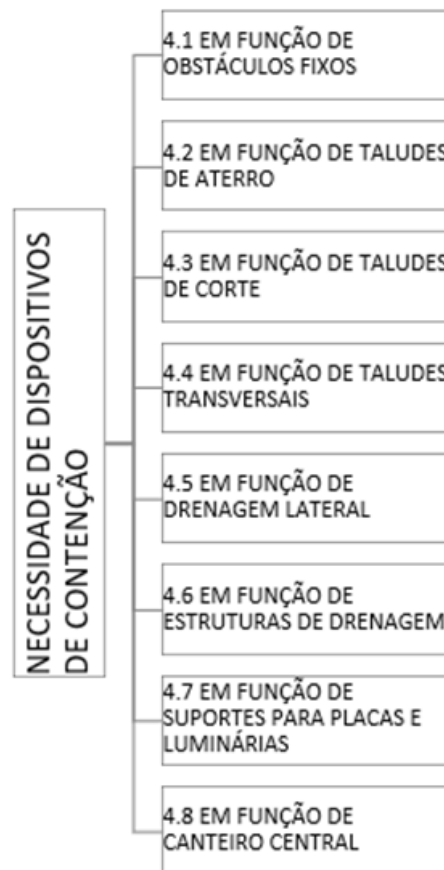 NECESSIDADE DE DISPOSITIVOS
DE CONTENÇÃO
4.1 EM FUNÇÃO DE
OBSTÁCULOS FIXOS
4.2 EM FUNÇÃO DE TALUDES
DE ATERRO
4.3 EM FUNÇÃO DE TALUDES
DE CORTE
4.4 EM FUNÇÃO DE TALUDES
TRANSVERSAIS
4.5 EM FUNÇÃO DE
DRENAGEM LATERAL
4.6 EM FUNÇÃO DE
ESTRUTURAS DE DRENAGEM
4.7 EM FUNÇÃO DE
SUPORTES PARA PLACAS E
LUMINÁRIAS
4.8 EM FUNÇÃO DE
CANTEIRO CENTRAL